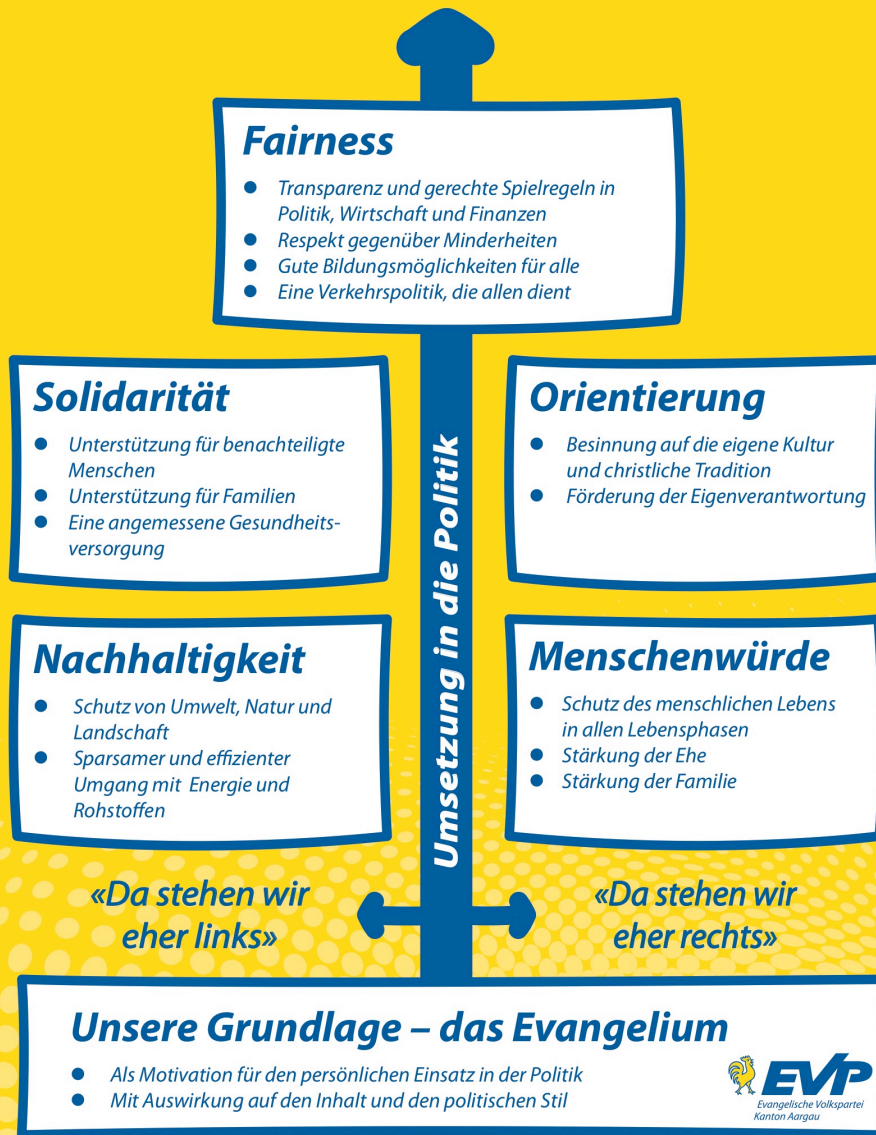 Fairness
● Transparenz und gerechte Spielregeln in
Politik, Wirtschaft und Finanzen
● Respekt gegenüber Minderheiten
● Gute Bildungsmöglichkeiten für alle
● Eine Verkehrspolitik, die allen dient
Solidarität
● Unterstützung für benachteiligte
Menschen
● Unterstützung für Familien
● Eine angemessene Gesundheits-
versorgung
Orientierung
● Besinnung auf die eigene Kultur
und christliche Tradition
● Förderung der Eigenverantwortung
Umsetzung in die Politik
Nachhaltigkeit
● Schutz von Umwelt, Natur und
Landschaft
● Sparsamer und effizienter
Umgang mit Energie und
Rohstoffen
Menschenwürde
● Schutz des menschlichen Lebens
in allen Lebensphasen
● Stärkung der Ehe
● Stärkung der Familie
«Da stehen wir
eher links»
«Da stehen wir
eher rechts»
Unsere Grundlage – das Evangelium
● Als Motivation für den persönlichen Einsatz in der Politik
● Mit Auswirkung auf den Inhalt und den politischen Stil
EVP
Evangelische Volkspartei
Kanton Aargau